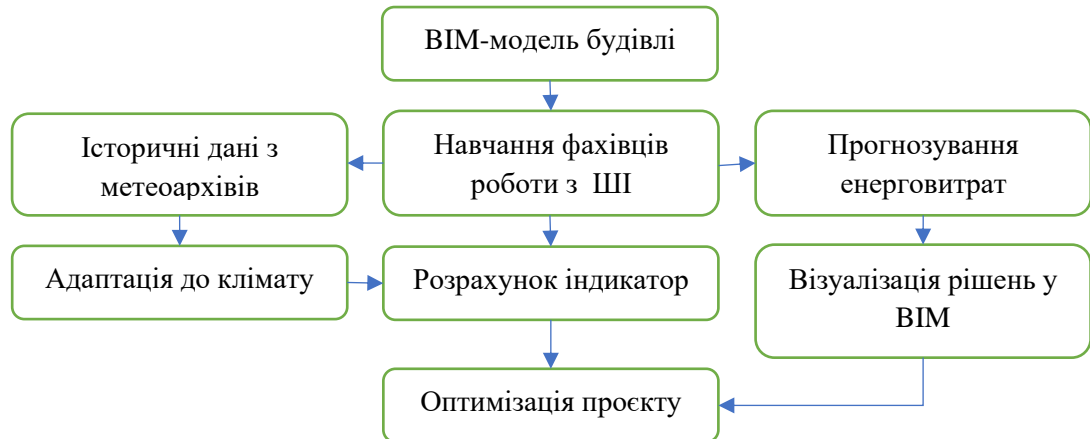 BIM-модель будівлі
Історичні дані з
метеоархівів
Навчання фахівців
роботи з ШІ
Прогнозування
енерговитрат
Адаптація до клімату
Розрахунок індикатор
Візуалізація рішень у
BIM
Оптимізація проєкту